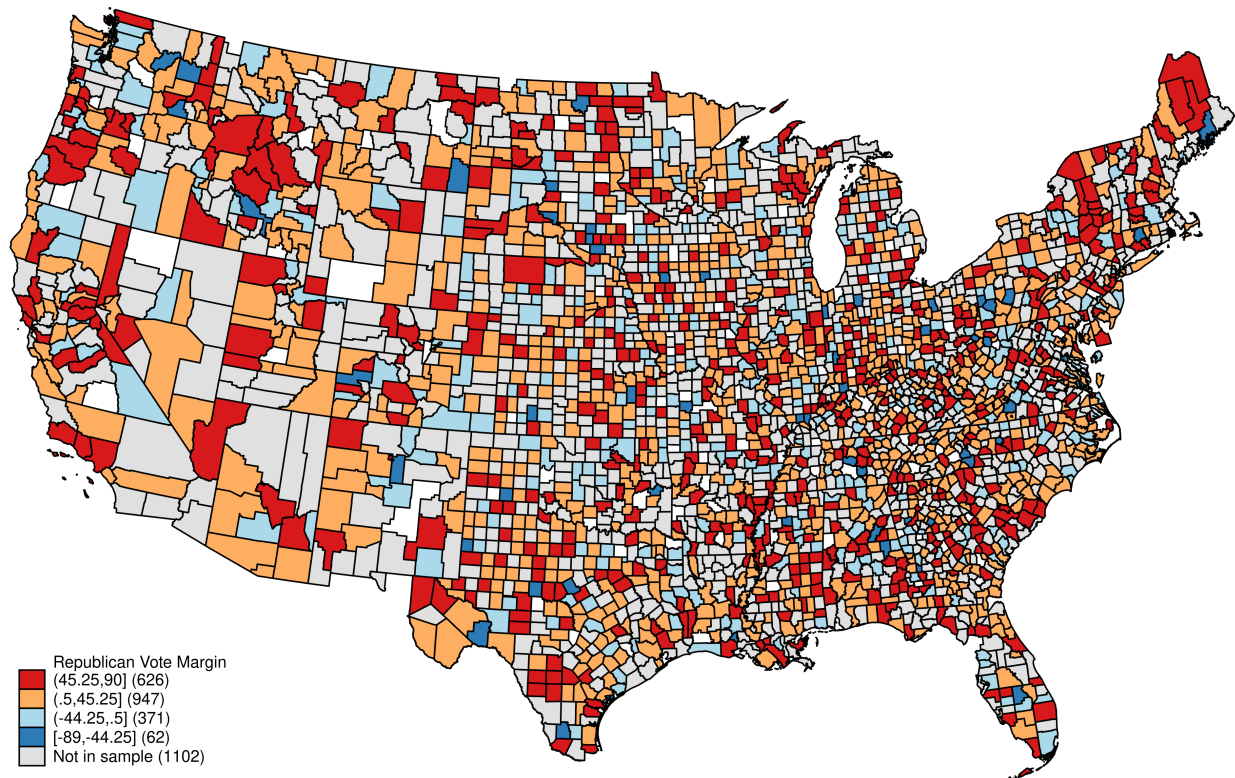 Republican Vote Margin
(45.25,90] (626)
(.5,45.25] (947)
(-44.25,.5] (371)
[-89,-44.25] (62)
Not in sample (1102)